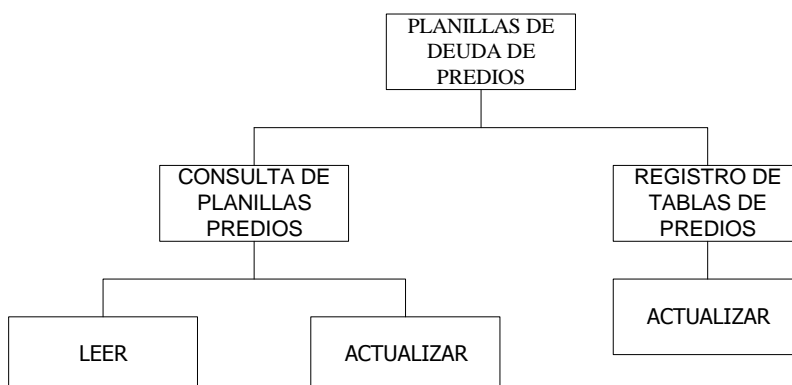 PLANILLAS DE
DEUDA DE
PREDIOS
CONSULTA DE
PLANILLAS
PREDIOS
REGISTRO DE
TABLAS DE
PREDIOS
LEER
ACTUALIZAR
ACTUALIZAR